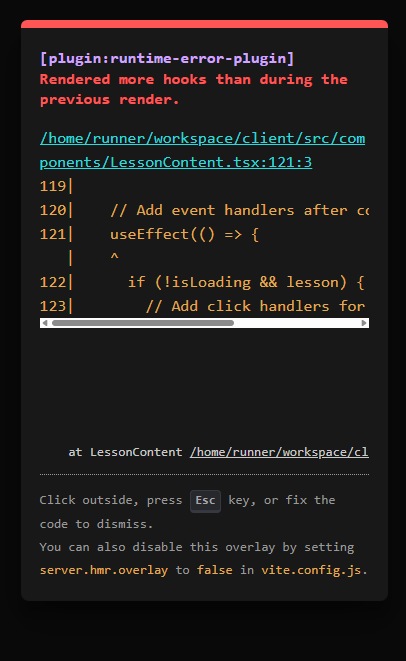 [plugin:runtime-error-plugin]
Rendered more hooks than during the
previous render.
/home/runner/workspace/client/src/com
ponents/LessonContent.tsx:121:3
119|
120|    // Add event handlers after
121|    useEffect(() => {
   |    ^
122|      if (!isLoading && lesson) {
123|        // Add click handlers for
at LessonContent /home/runner/workspace/cl
Click outside, press Esc key, or fix the
code to dismiss.
You can also disable this overlay by setting
server.hmr.overlay to false in vite.config.js.